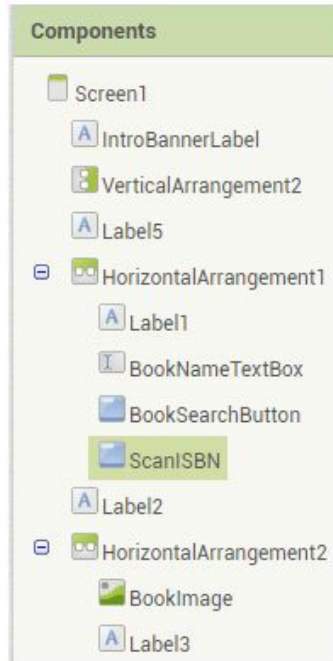 Components
Screen1
A IntroBannerLabel
VerticalArrangement2
A Label5
HorizontalArrangement1
A Label1
BookNameTextBox
BookSearchButton
ScanISBN
A Label2
HorizontalArrangement2
BookImage
A Label3